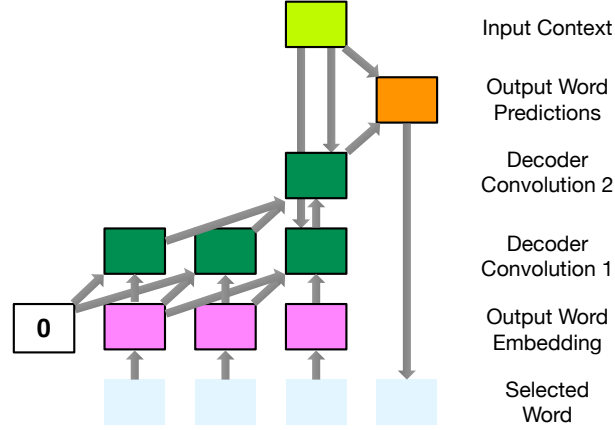 Input Context
Output Word
Predictions
Decoder
Convolution 2
Decoder
Convolution 1
0
Output Word
Embedding
Selected
Word